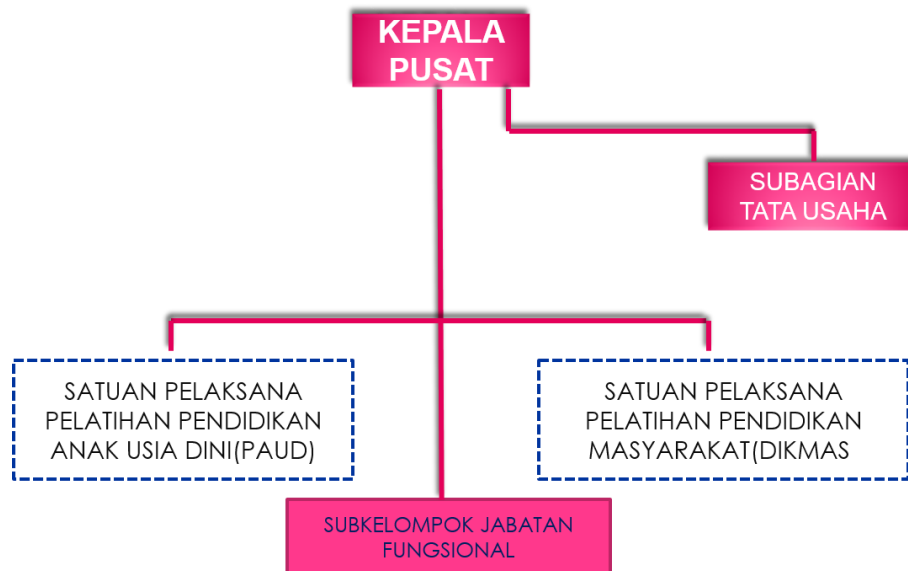 KEPALA
PUSAT
SUBAGIAN
TATA USAHA
SATUAN PELAKSANA
PELATIHAN PENDIDIKAN
ANAK USIA DINI(PAUD)
SATUAN PELAKSANA
PELATIHAN PENDIDIKAN
MASYARAKAT(DIKMAS
SUBKELOMPOK JABATAN
FUNGSIONAL